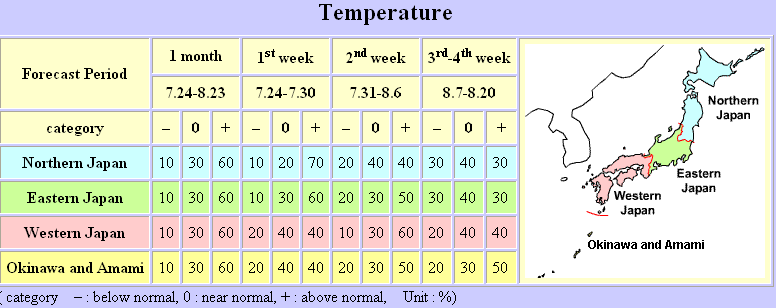 Temperature
Forecast Period 1 month 1st week 2nd week 3rd-4th week
7.24-8.23 7.24-7.30 7.31-8.6 8.7-8.20
category – 0 + – 0 + – 0 + – 0 +
Northern Japan 10 30 60 10 20 70 20 40 40 30 40 30
Eastern Japan 10 30 60 10 30 60 20 30 50 30 40 30
Western Japan 10 30 60 20 40 40 10 30 60 20 40 40
Okinawa and Amami 10 30 60 20 40 40 20 30 50 20 30 50
Northern
Japan
Eastern
Japan
Western
Japan
Okinawa and Amami
( category – : below normal, 0 : near normal, + : above normal, Unit : %)